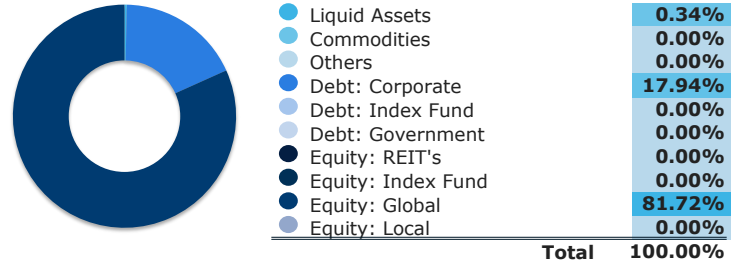 Liquid Assets 0.34%
Commodities 0.00%
Others 0.00%
Debt: Corporate 17.94%
Debt: Index Fund 0.00%
Debt: Government 0.00%
Equity: REIT's 0.00%
Equity: Index Fund 0.00%
Equity: Global 81.72%
Equity: Local 0.00%
Total 100.00%